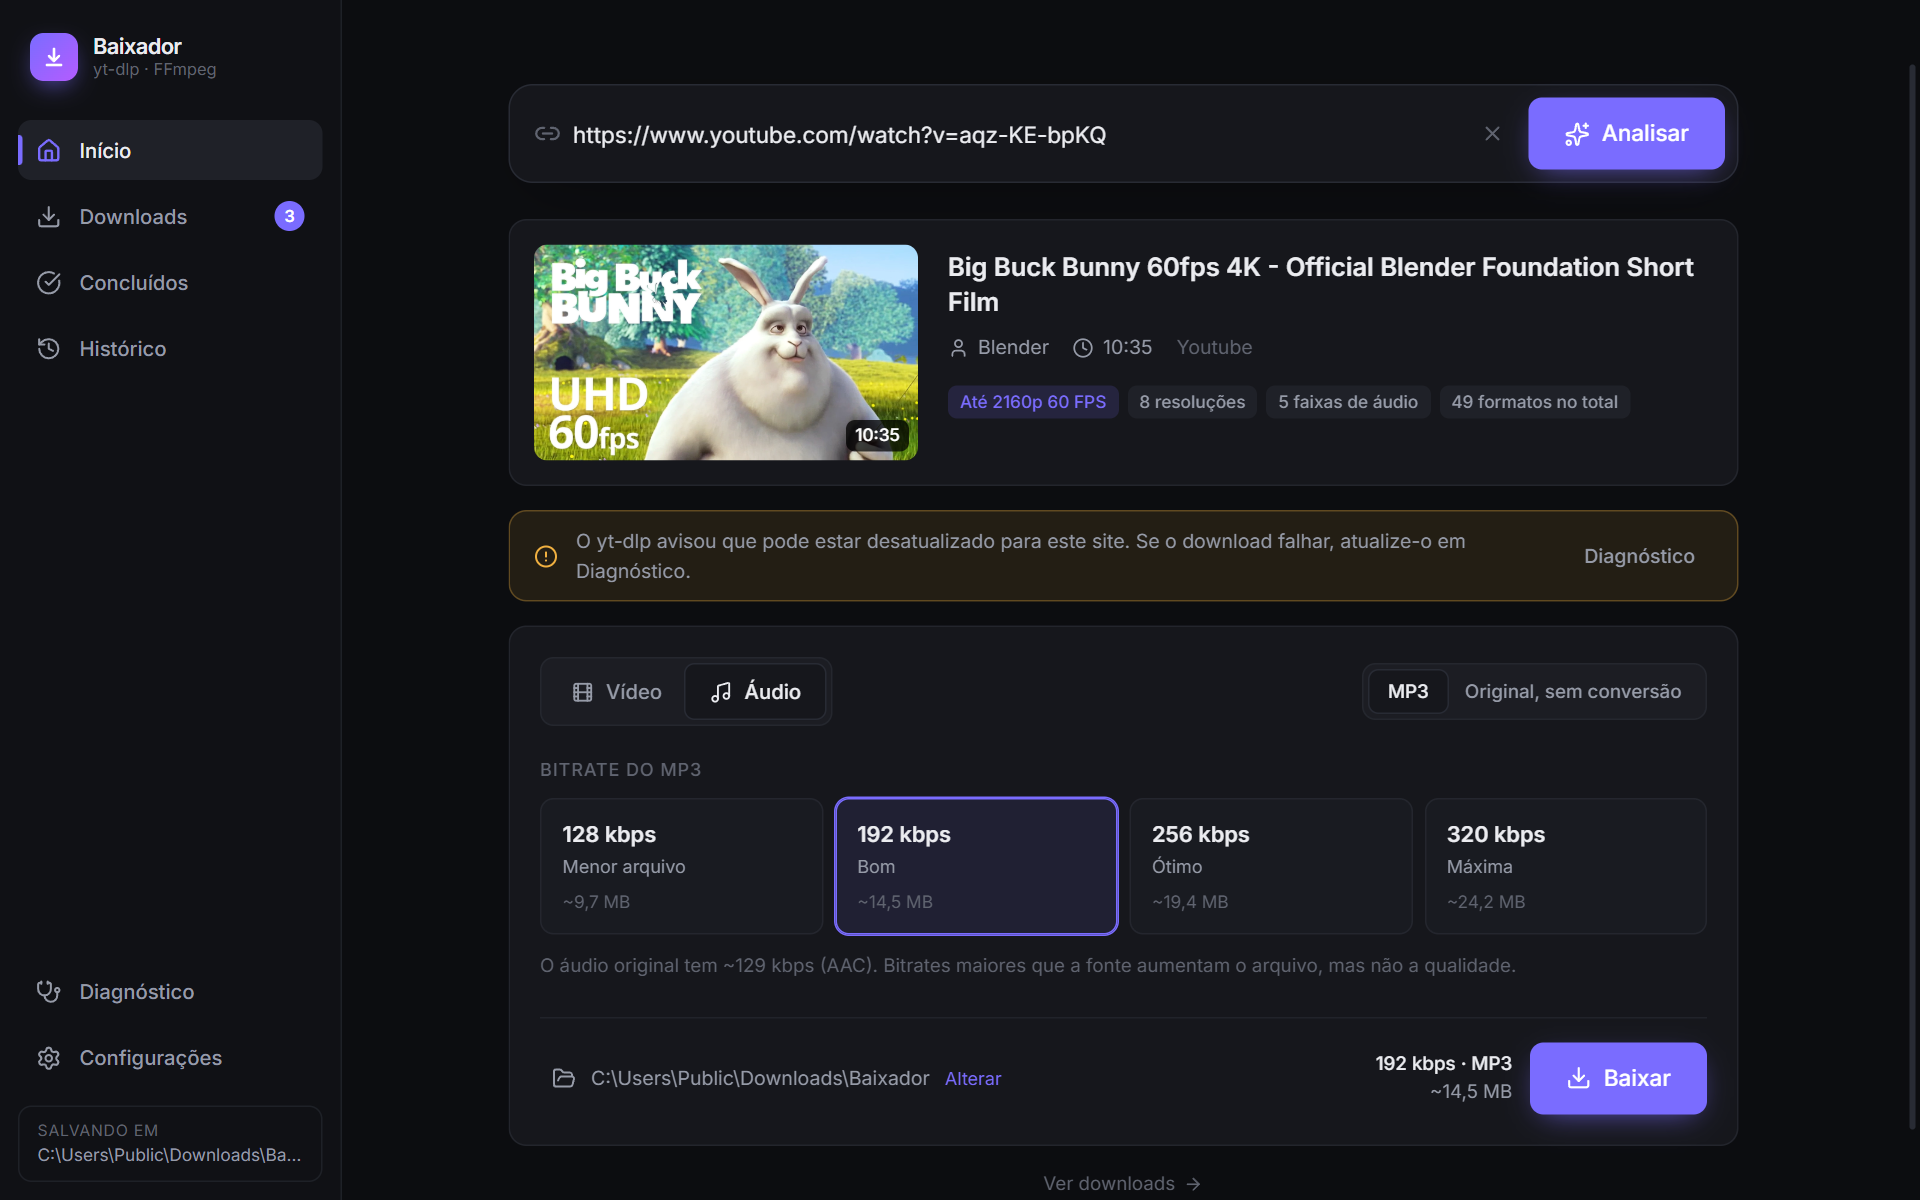 Baixador
yt-dlp · FFmpeg
Início
Downloads
3
Concluídos
Histórico
Diagnóstico
Configurações
SALVANDO EM
C:\Users\Public\Downloads\Ba...
https://www.youtube.com/watch?v=aqz-KE-bpKQ
Analisar
Big Buck
BUNNY
UHD
60fps
10:35
Big Buck Bunny 60fps 4K - Official Blender Foundation Short
Film
Blender
10:35
Youtube
Até 2160p 60 FPS
8 resoluções
5 faixas de áudio
49 formatos no total
O yt-dlp avisou que pode estar desatualizado para este site. Se o download falhar, atualize-o em
Diagnóstico.
Diagnóstico
Vídeo
Áudio
MP3
Original, sem conversão
BITRATE DO MP3
128 kbps
Menor arquivo
~9,7 MB
192 kbps
Bom
~14,5 MB
256 kbps
Ótimo
~19,4 MB
320 kbps
Máxima
~24,2 MB
O áudio original tem ~129 kbps (AAC). Bitrates maiores que a fonte aumentam o arquivo, mas não a qualidade.
C:\Users\Public\Downloads\Baixador
Alterar
192 kbps · MP3
~14,5 MB
Baixar
Ver downloads →